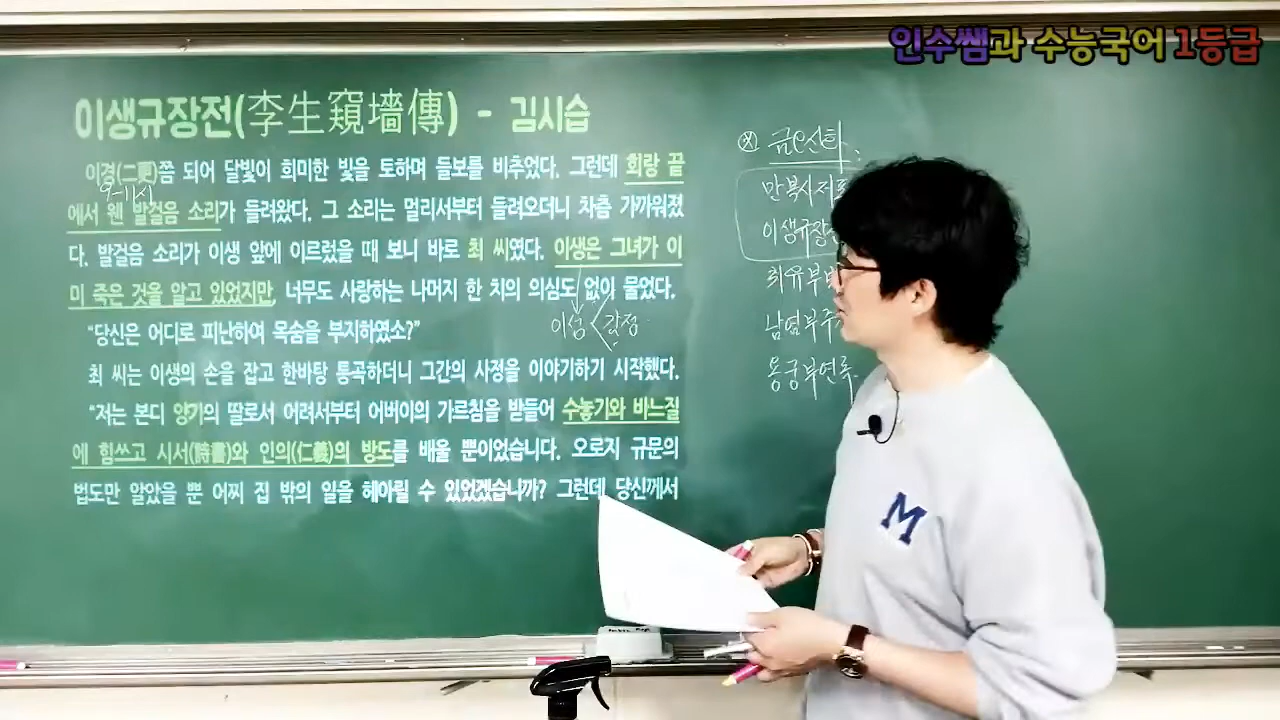 인수쌤과 수능국어 1등급
이생규장전(李生窺墻傳) - 김시습
이경(二更)쯤 되어 달빛이 희미한 빛을 토하며 들보를 비추었다. 그런데 회랑 끝
9-11시
에서 웬 발걸음 소리가 들려왔다. 그 소리는 멀리서부터 들려오더니 차츰 가까워졌
다. 발걸음 소리가 이생 앞에 이르렀을 때 보니 바로 최 씨였다. 이생은 그녀가 이
미 죽은 것을 알고 있었지만, 너무도 사랑하는 나머지 한 치의 의심도 없이 물었다.
이성 < 감정
“당신은 어디로 피난하여 목숨을 부지하였소?”
최 씨는 이생의 손을 잡고 한바탕 통곡하더니 그간의 사정을 이야기하기 시작했다.
“저는 본디 양가의 딸로서 어려서부터 어버이의 가르침을 받들어 수놓기와 바느질
에 힘쓰고 시서(詩書)와 인의(仁義)의 방도를 배울 뿐이었습니다. 오로지 규문의
법도만 알았을 뿐 어찌 집 밖의 일을 헤아릴 수 있었겠습니까? 그런데 당신께서
금오신화.
만복사저포
이생규장
취유부벽
남염부주
용궁부연록.
M